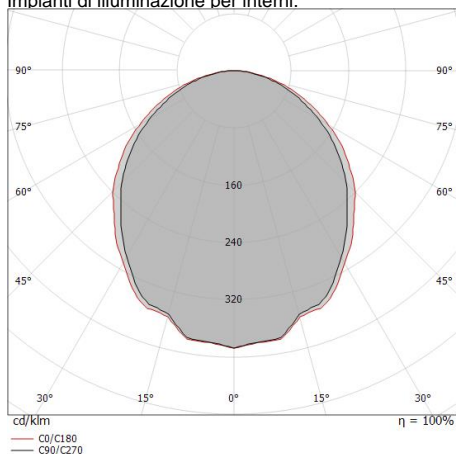 impianti di illuminazione per interni.
90° 90°
75° 75°
60° 60°
160
240
45° 45°
320
30° 15° 0° 15° 30°
cd/klm η = 100%
C0/C180
C90/C270